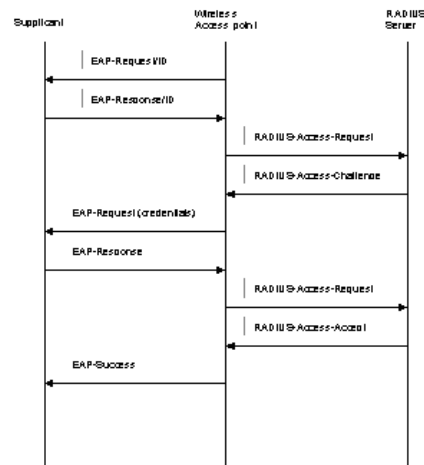 Supplicant
Wireless
Access point
RADIUS
Server
EAP-Request/ID
EAP-Response/ID
RADIUS-Access-Request
RADIUS-Access-Challenge
EAP-Request (credentials)
EAP-Response
RADIUS-Access-Request
RADIUS-Access-Accept
EAP-Success